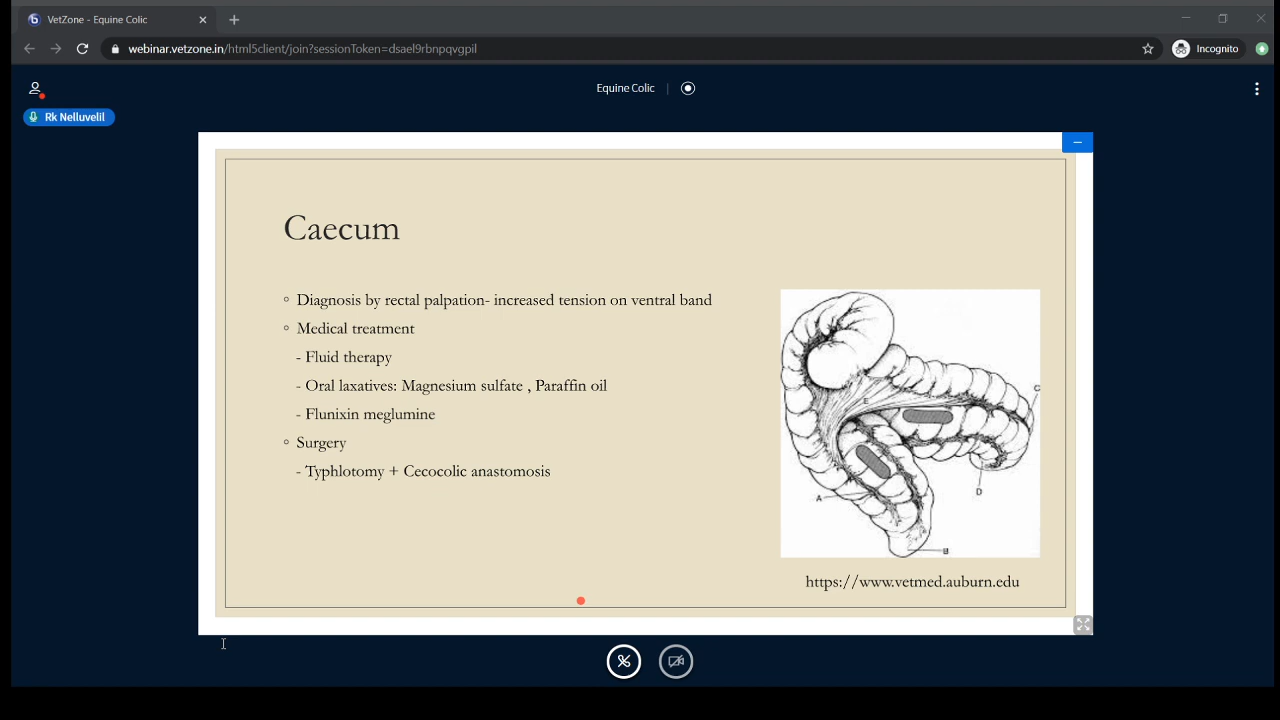 VetZone - Equine Colic
webinar.vetzone.in/html5client/join?sessionToken=dsael9rbnpqvgpil
Incognito
Equine Colic
Rk Nelluvelil
Caecum
Diagnosis by rectal palpation- increased tension on ventral band
Medical treatment
- Fluid therapy
- Oral laxatives: Magnesium sulfate , Paraffin oil
- Flunixin meglumine
Surgery
- Typhlotomy + Cecocolic anastomosis
C
E
D
A
B
https://www.vetmed.auburn.edu